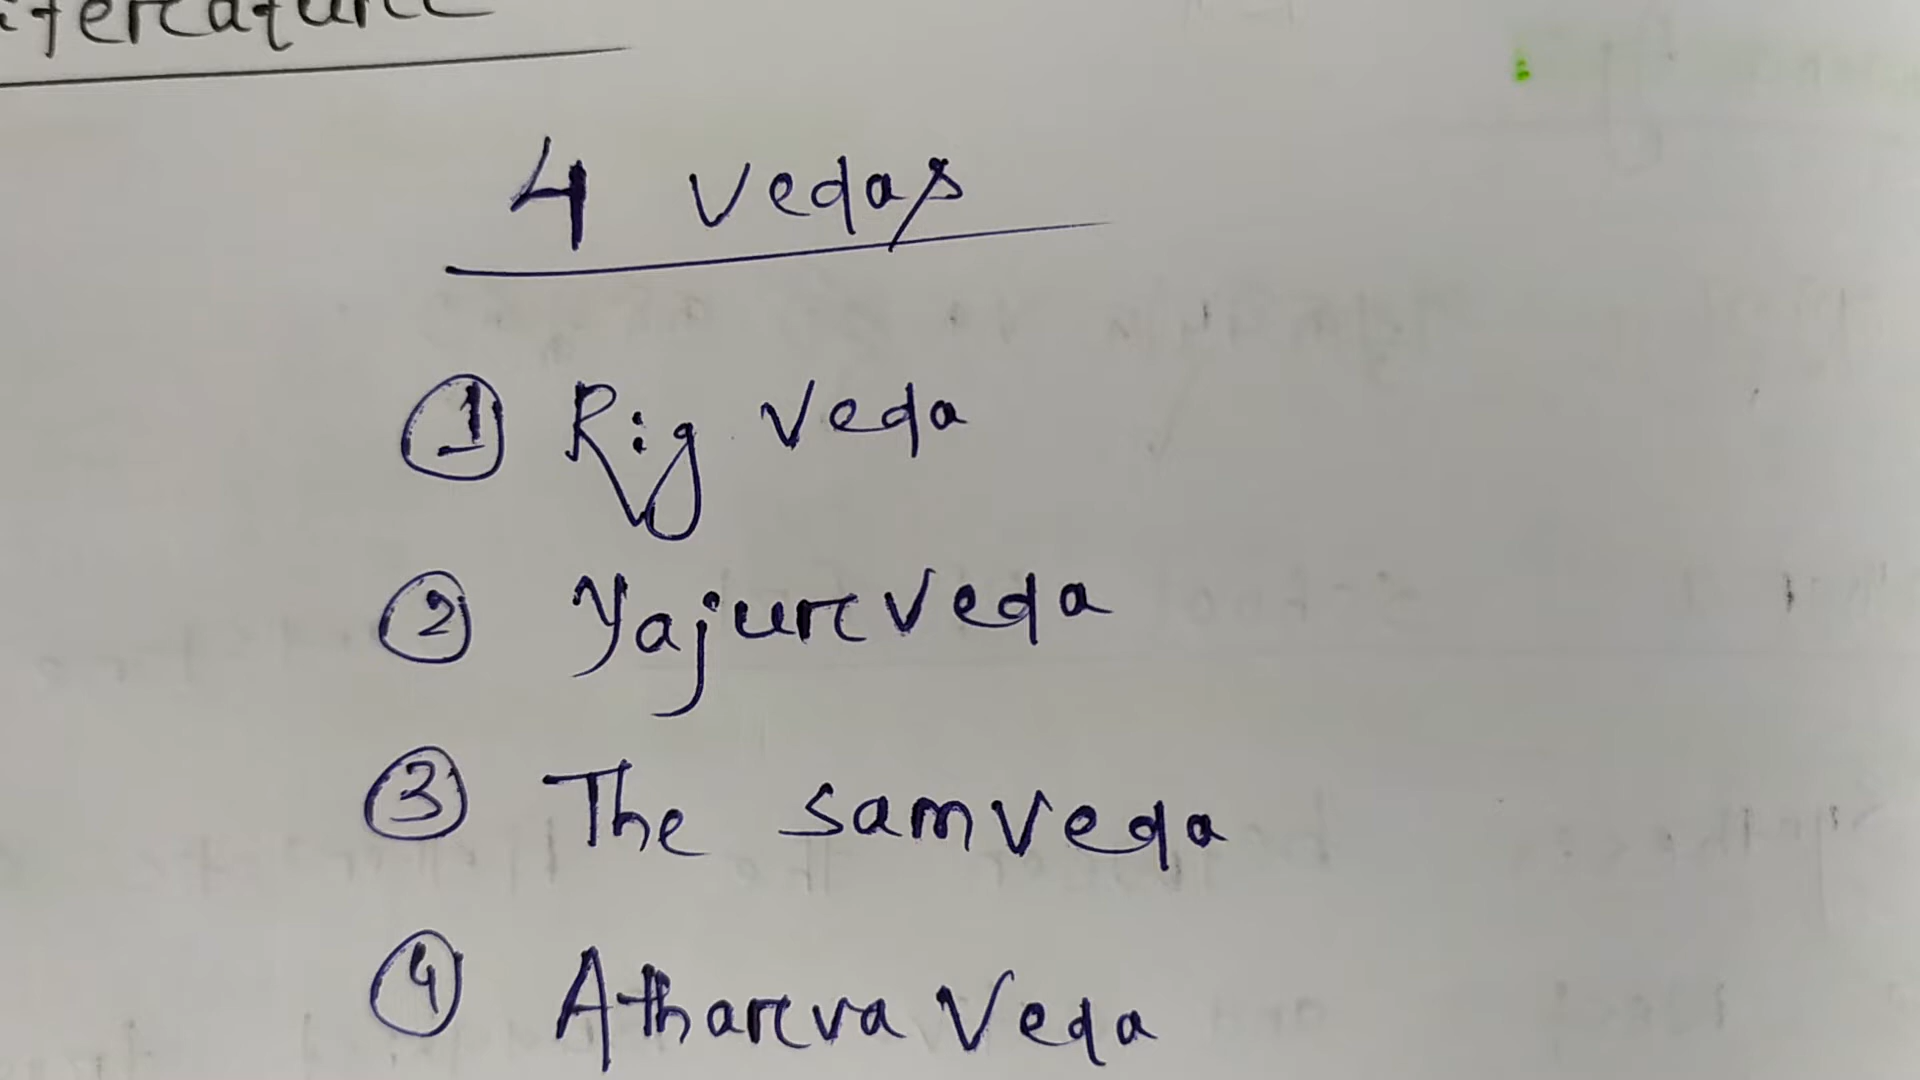 4 vedas
① Rig veda
② Yajurveda
③ The samveda
④ Atharva Veda